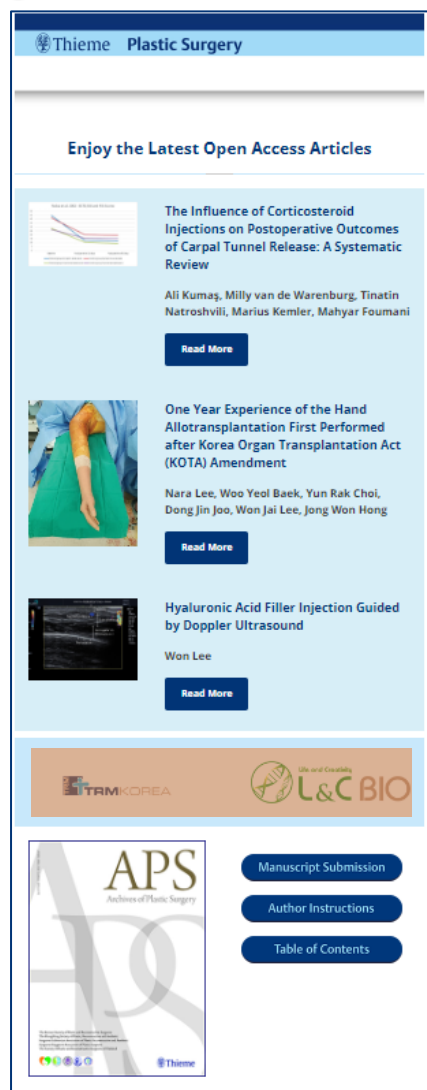 Thieme Plastic Surgery
Enjoy the Latest Open Access Articles
The Influence of Corticosteroid
Injections on Postoperative Outcomes
of Carpal Tunnel Release: A Systematic
Review
Ali Kumaş, Milly van de Warenburg, Tinatin
Natroshvili, Marius Kemler, Mahyar Foumani
Read More
One Year Experience of the Hand
Allotransplantation First Performed
after Korea Organ Transplantation Act
(KOTA) Amendment
Nara Lee, Woo Yeol Baek, Yun Rak Choi,
Dong Jin Joo, Won Jai Lee, Jong Won Hong
Read More
Hyaluronic Acid Filler Injection Guided
by Doppler Ultrasound
Won Lee
Read More
TRMKOREA
Life and Creativity
L&C BIO
APS
Archives of Plastic Surgery
Thieme
Manuscript Submission
Author Instructions
Table of Contents